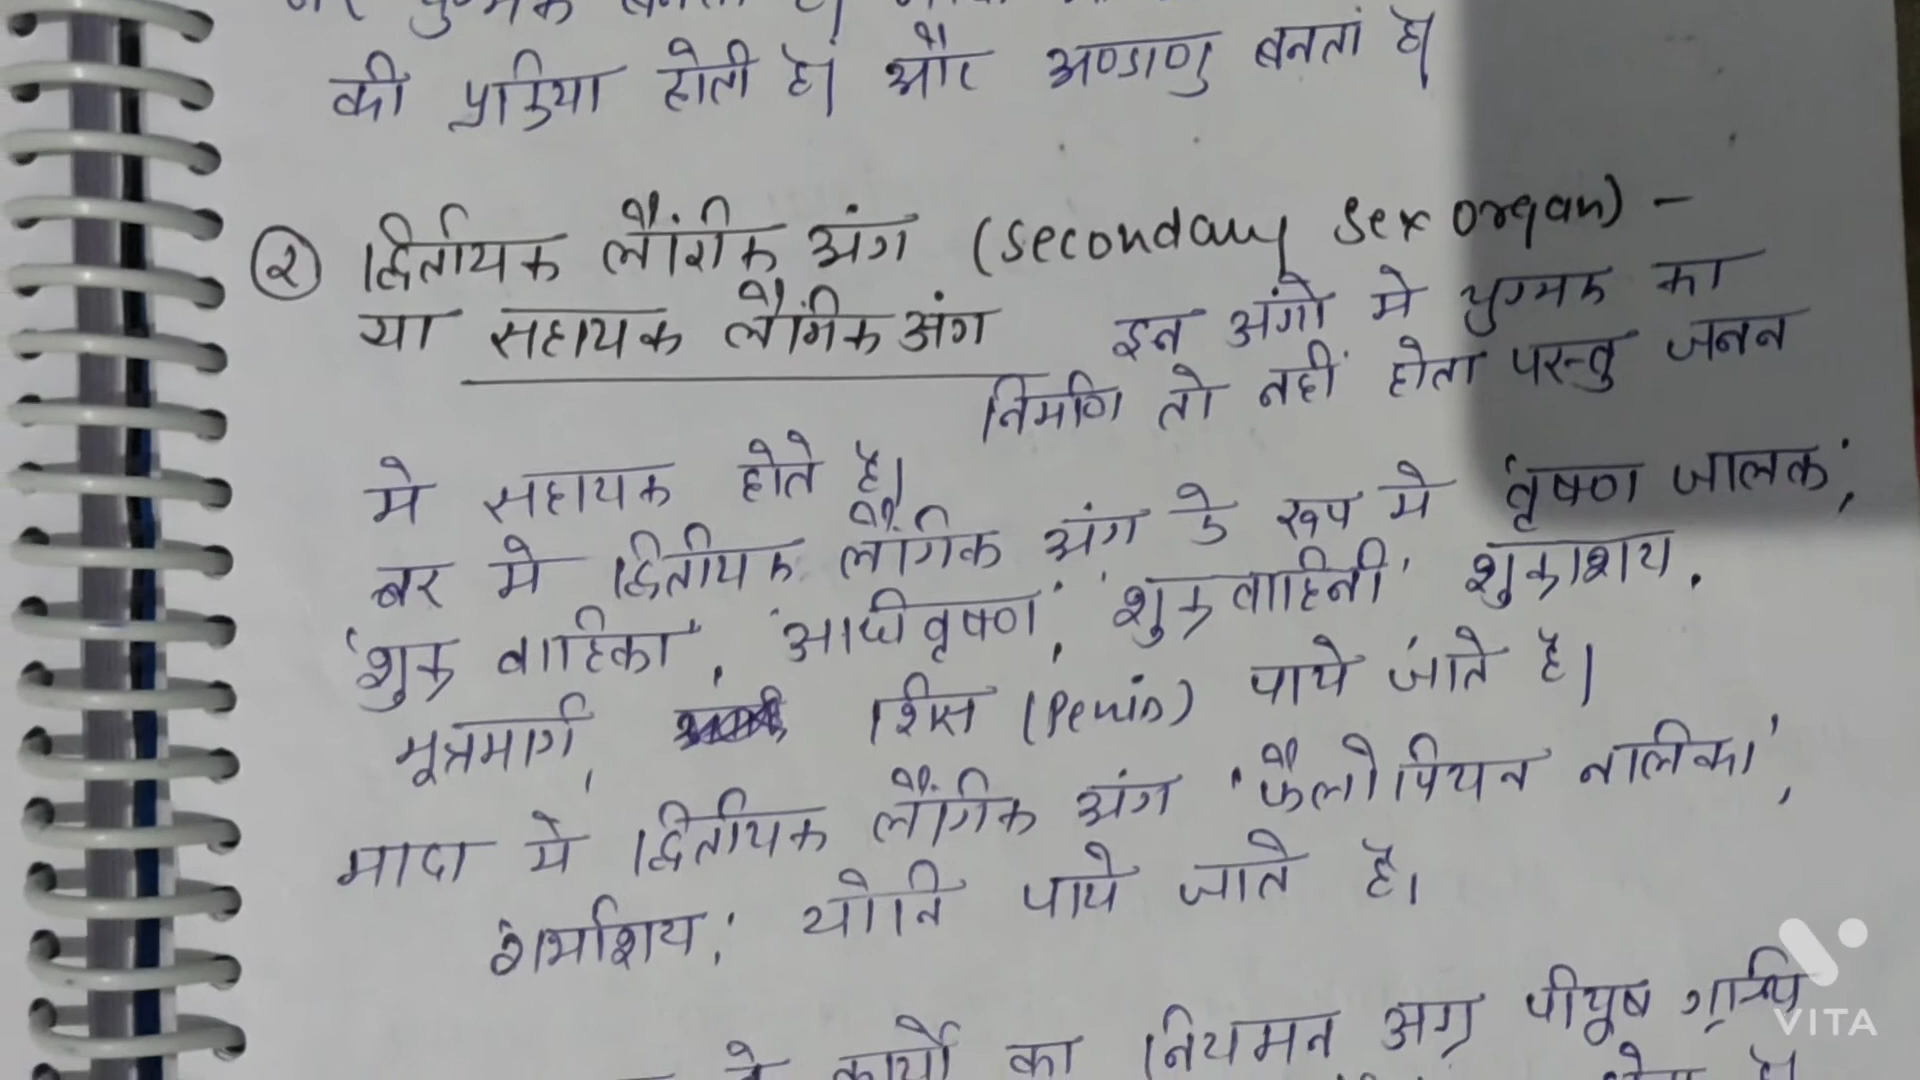 की प्रक्रिया होती है। और अण्डाणु बनता है।
② द्वितीयक लैंगिक अंग (Secondary Sex organ) -
या सहायक लैंगिक अंग इन अंगो मे युग्मक का
निर्माण तो नहीं होता परन्तु जनन
मे सहायक होते है।
नर मे द्वितीयक लैंगिक अंग के रूप मे 'वृषण जालक',
'शुक्र वाहिका', 'अधिवृषण', 'शुक्रवाहिनी' शुक्राशय,
मूत्रमार्ग, शिश्न (Penis) पाये जाते है।
मादा मे द्वितीयक लैंगिक अंग 'फैलोपियन नालिका',
गर्भाशय, योनि पाये जाते है।
के कार्यो का नियमन अग्र पीयूष ग्रन्थि
VITA